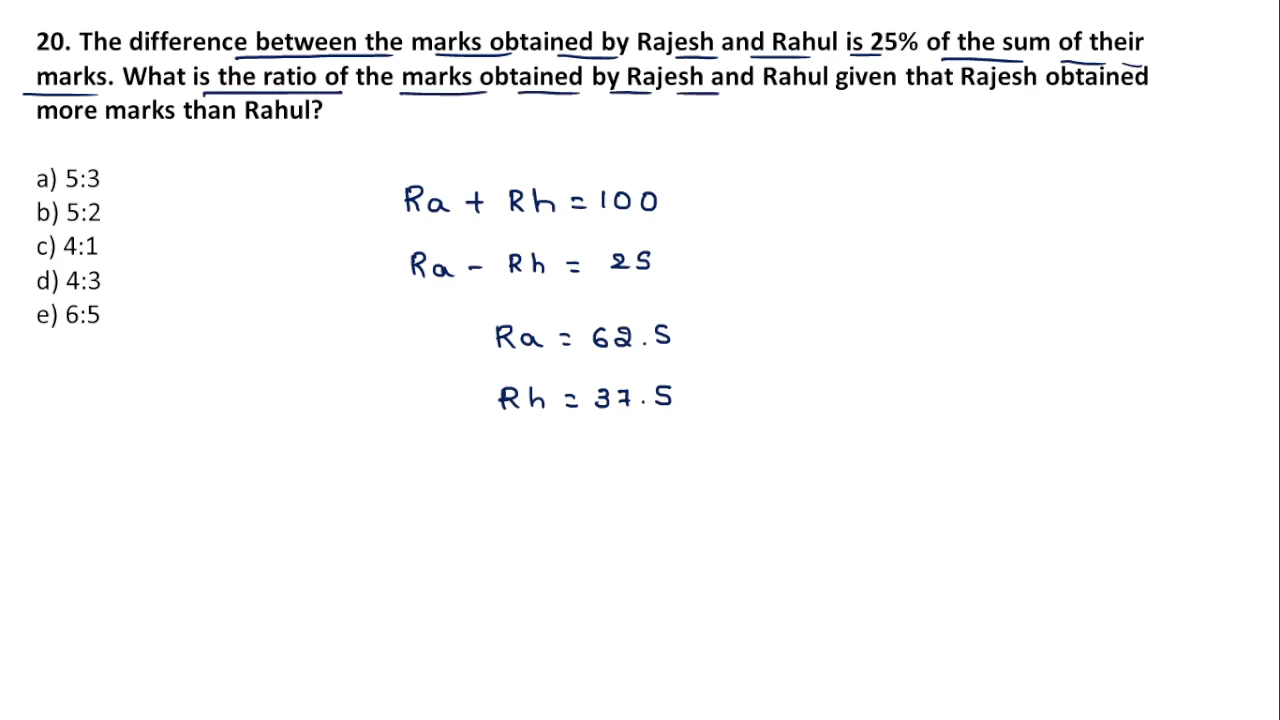 20. The difference between the marks obtained by Rajesh and Rahul is 25% of the sum of their
marks. What is the ratio of the marks obtained by Rajesh and Rahul given that Rajesh obtained
more marks than Rahul?
a) 5:3
b) 5:2
c) 4:1
d) 4:3
e) 6:5
Ra + Rh = 100
Ra - Rh = 25
Ra = 62.5
Rh = 37.5